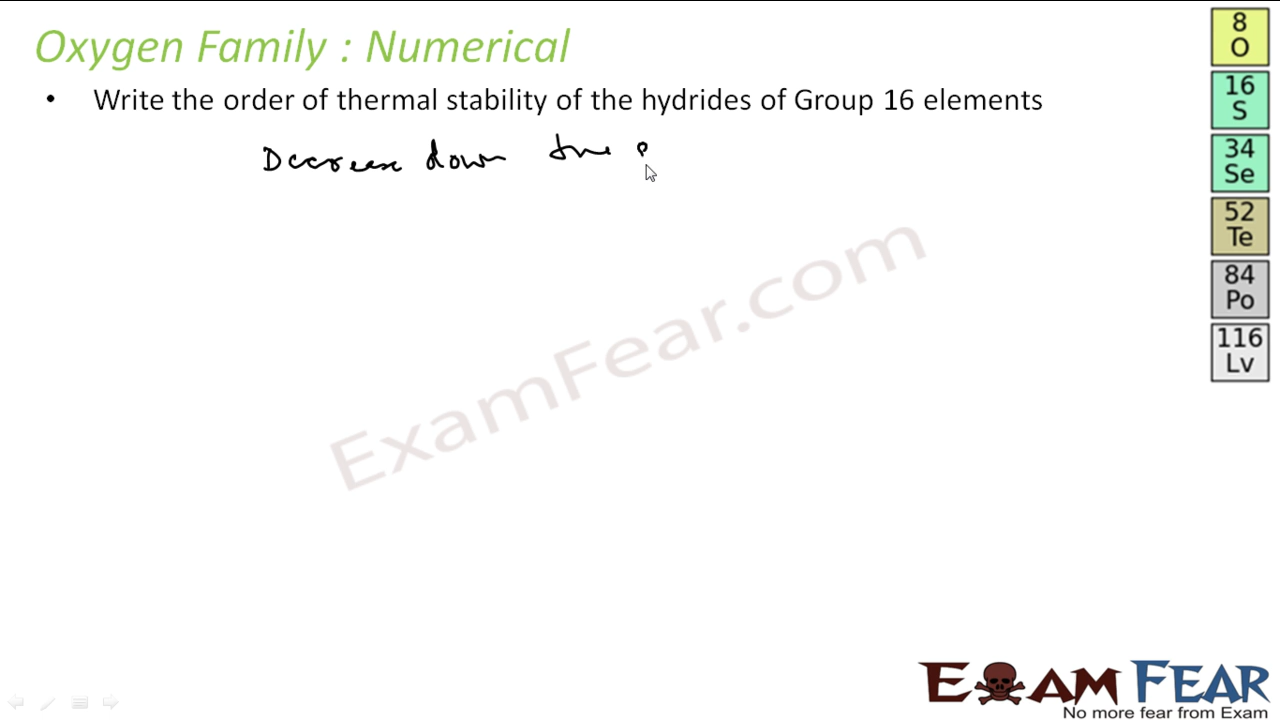 Oxygen Family : Numerical
• Write the order of thermal stability of the hydrides of Group 16 elements
Decrease down the
ExamFear.com
8
O
16
S
34
Se
52
Te
84
Po
116
Lv
EXAM FEAR
No more fear from Exam